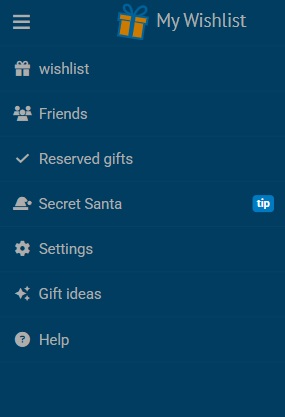 My Wishlist
wishlist
Friends
Reserved gifts
Secret Santa tip
Settings
Gift ideas
Help